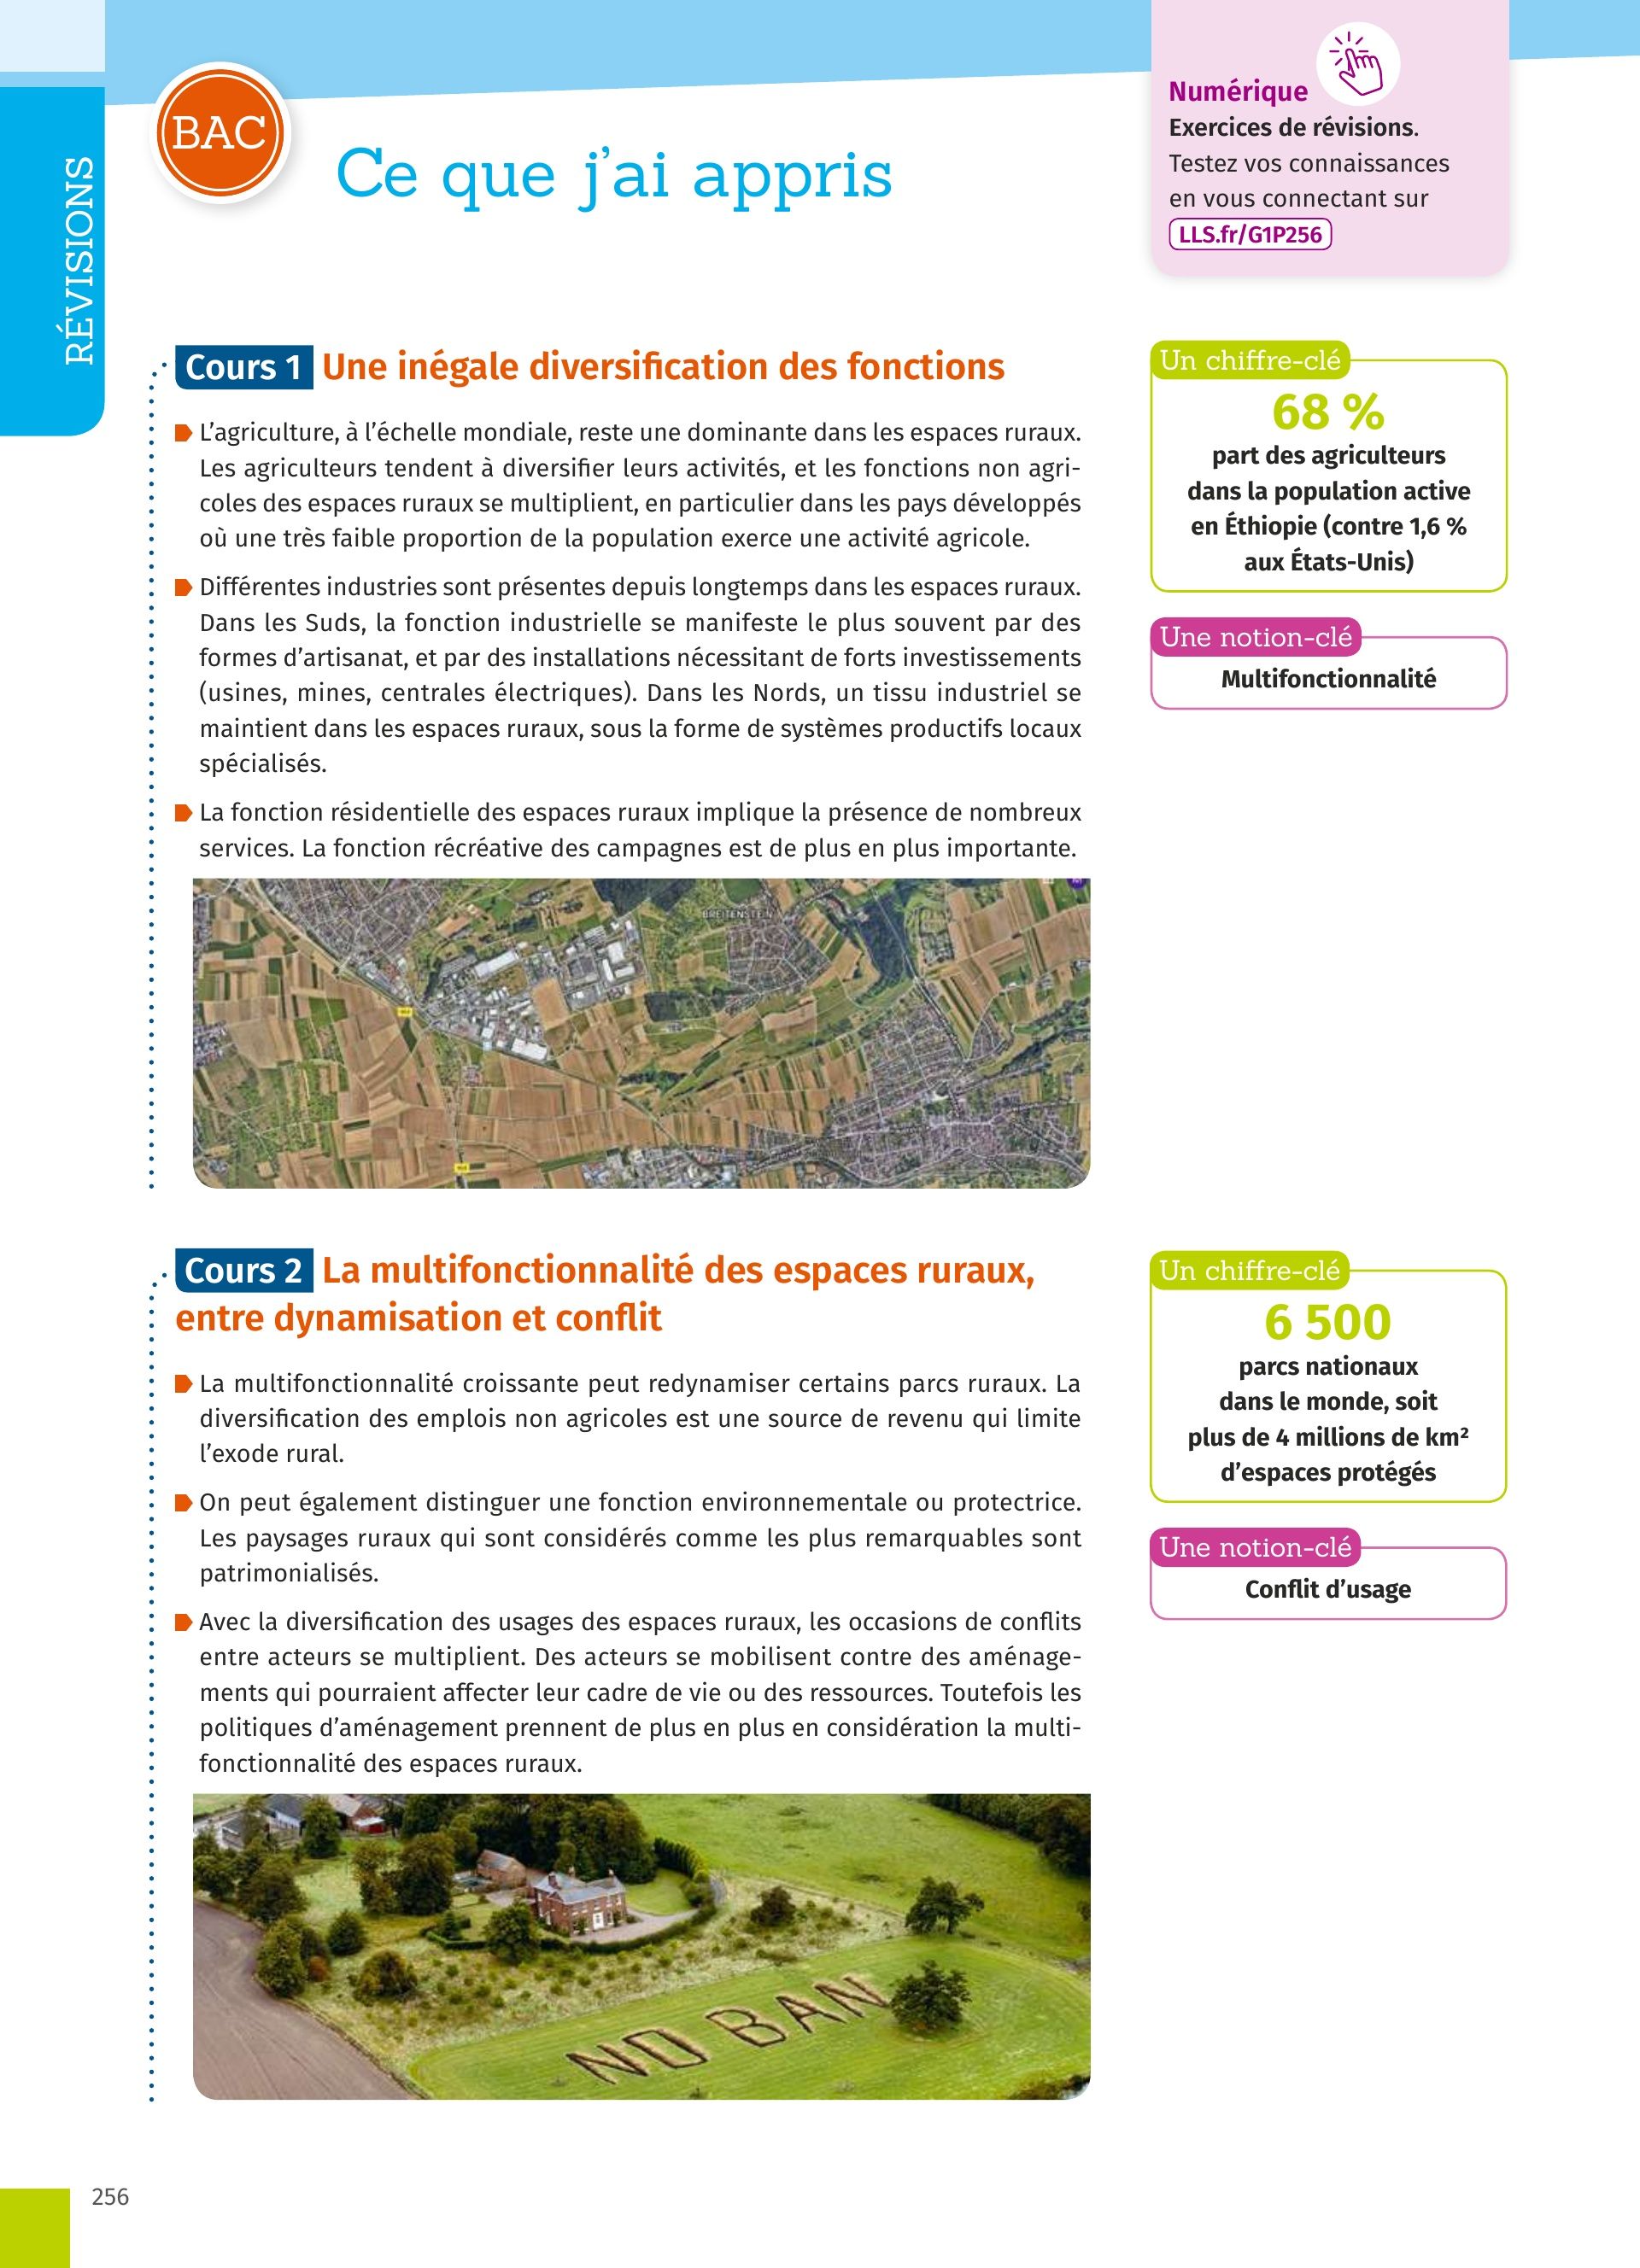 RÉVISIONS
BAC
Ce que j'ai appris
Numérique
Exercices de révisions.
Testez vos connaissances
en vous connectant sur
LLS.fr/G1P256
Cours 1 Une inégale diversification des fonctions
L'agriculture, à l'échelle mondiale, reste une dominante dans les espaces ruraux.
Les agriculteurs tendent à diversifier leurs activités, et les fonctions non agri-
coles des espaces ruraux se multiplient, en particulier dans les pays développés
où une très faible proportion de la population exerce une activité agricole.
Différentes industries sont présentes depuis longtemps dans les espaces ruraux.
Dans les Suds, la fonction industrielle se manifeste le plus souvent par des
formes d'artisanat, et par des installations nécessitant de forts investissements
(usines, mines, centrales électriques). Dans les Nords, un tissu industriel se
maintient dans les espaces ruraux, sous la forme de systèmes productifs locaux
spécialisés.
La fonction résidentielle des espaces ruraux implique la présence de nombreux
services. La fonction récréative des campagnes est de plus en plus importante.
BREITENSTEIN
Un chiffre-clé
68 %
part des agriculteurs
dans la population active
en Éthiopie (contre 1,6 %
aux États-Unis)
Une notion-clé
Multifonctionnalité
Cours 2 La multifonctionnalité des espaces ruraux,
entre dynamisation et conflit
La multifonctionnalité croissante peut redynamiser certains parcs ruraux. La
diversification des emplois non agricoles est une source de revenu qui limite
l'exode rural.
On peut également distinguer une fonction environnementale ou protectrice.
Les paysages ruraux qui sont considérés comme les plus remarquables sont
patrimonialisés.
Avec la diversification des usages des espaces ruraux, les occasions de conflits
entre acteurs se multiplient. Des acteurs se mobilisent contre des aménage-
ments qui pourraient affecter leur cadre de vie ou des ressources. Toutefois les
politiques d'aménagement prennent de plus en plus en considération la multi-
fonctionnalité des espaces ruraux.
NO BAN
Un chiffre-clé
6 500
parcs nationaux
dans le monde, soit
plus de 4 millions de km²
d'espaces protégés
Une notion-clé
Conflit d'usage
256